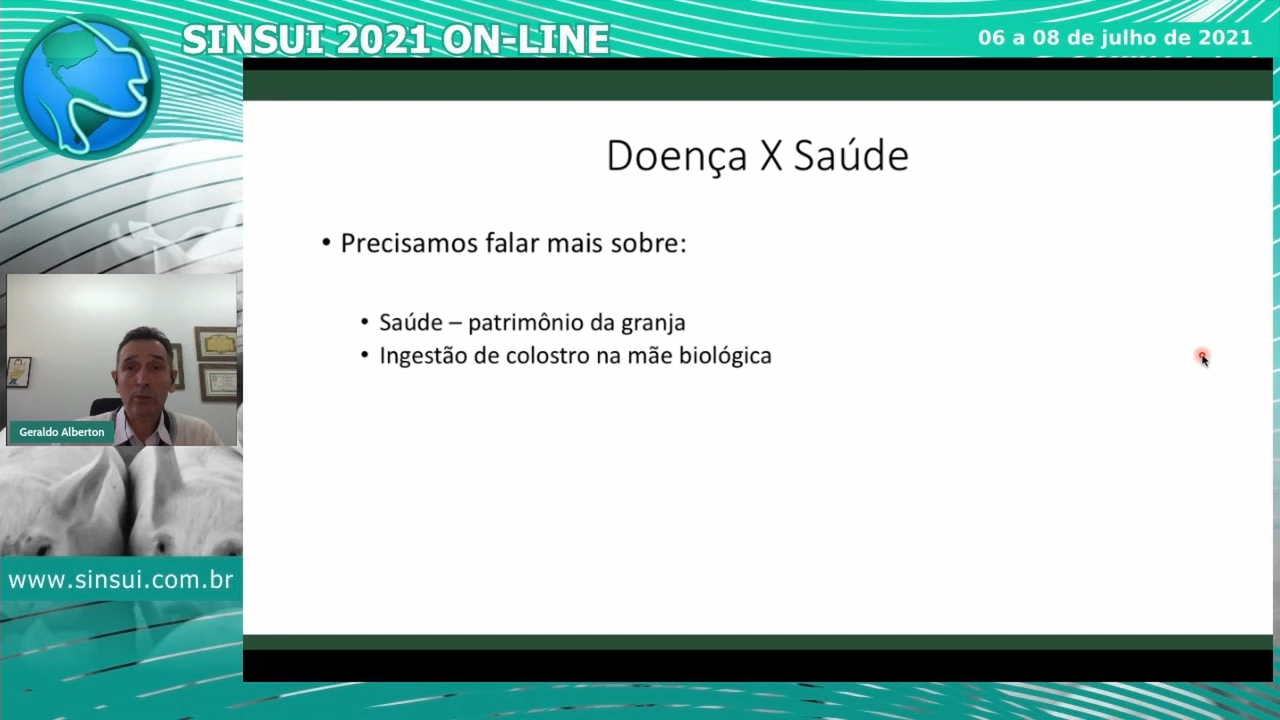 SINSUI 2021 ON-LINE
06 a 08 de julho de 2021
Doença X Saúde
• Precisamos falar mais sobre:
• Saúde – patrimônio da granja
• Ingestão de colostro na mãe biológica
Geraldo Alberton
www.sinsui.com.br